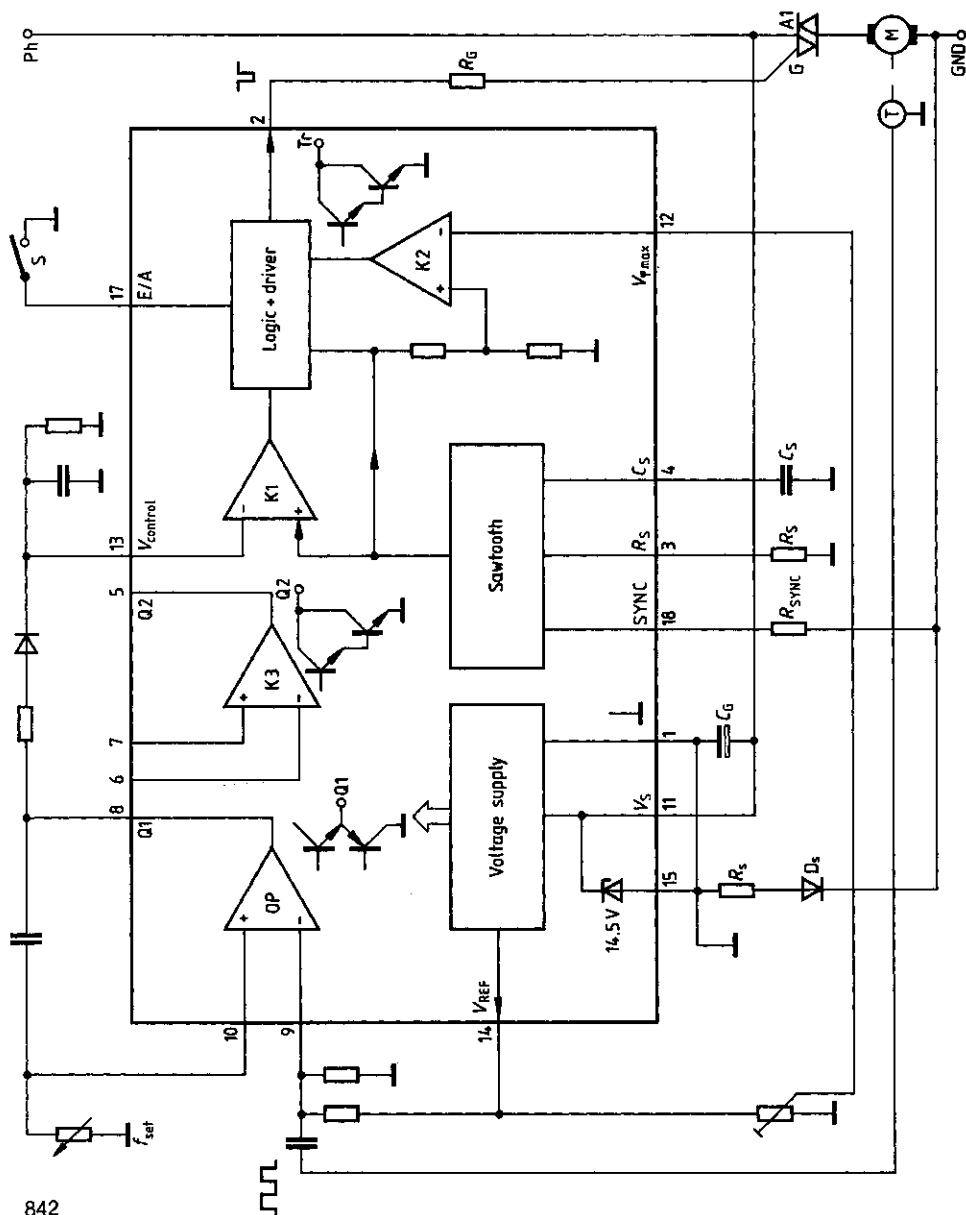 Ph
A1
G
M
GND
R_G
T
2
Tr
S
17
E/A
Logic + driver
K2
+
−
12
V_φmax
13
V_control
K1
−
+
5
Q2
K3
+
−
Q2
7
6
8
Q1
OP
+
−
Q1
10
9
Sawtooth
C_S
4
C_S
R_S
3
R_S
SYNC
18
R_SYNC
Voltage supply
1
C_G
V_S
11
15
14.5 V
R_s
D_s
V_REF
14
f_set
842